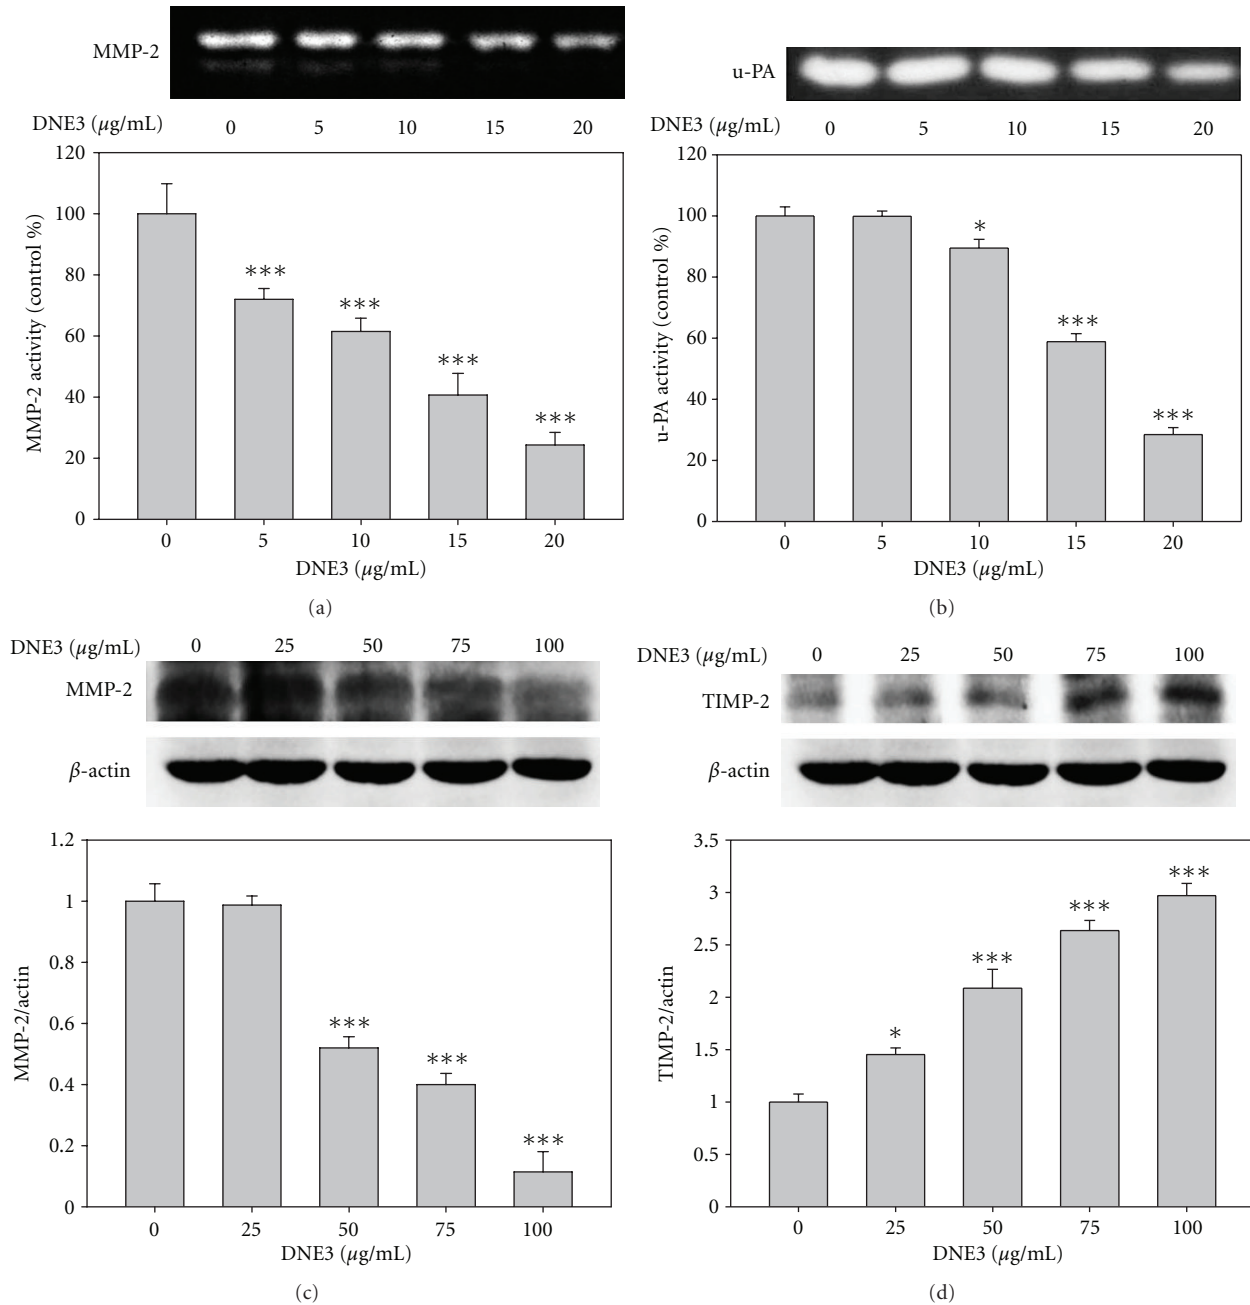 MMP-2
DNE3 (µg/mL) 0 5 10 15 20
120
100
80
60
40
20
0
MMP-2 activity (control %)
***
***
***
***
0 5 10 15 20
DNE3 (µg/mL)
(a)
u-PA
DNE3 (µg/mL) 0 5 10 15 20
120
100
80
60
40
20
0
u-PA activity (control %)
*
***
***
0 5 10 15 20
DNE3 (µg/mL)
(b)
DNE3 (µg/mL) 0 25 50 75 100
MMP-2
β-actin
1.2
1
0.8
0.6
0.4
0.2
0
MMP-2/actin
***
***
***
0 25 50 75 100
DNE3 (µg/mL)
(c)
DNE3 (µg/mL) 0 25 50 75 100
TIMP-2
β-actin
3.5
3
2.5
2
1.5
1
0.5
0
TIMP-2/actin
*
***
***
***
0 25 50 75 100
DNE3 (µg/mL)
(d)